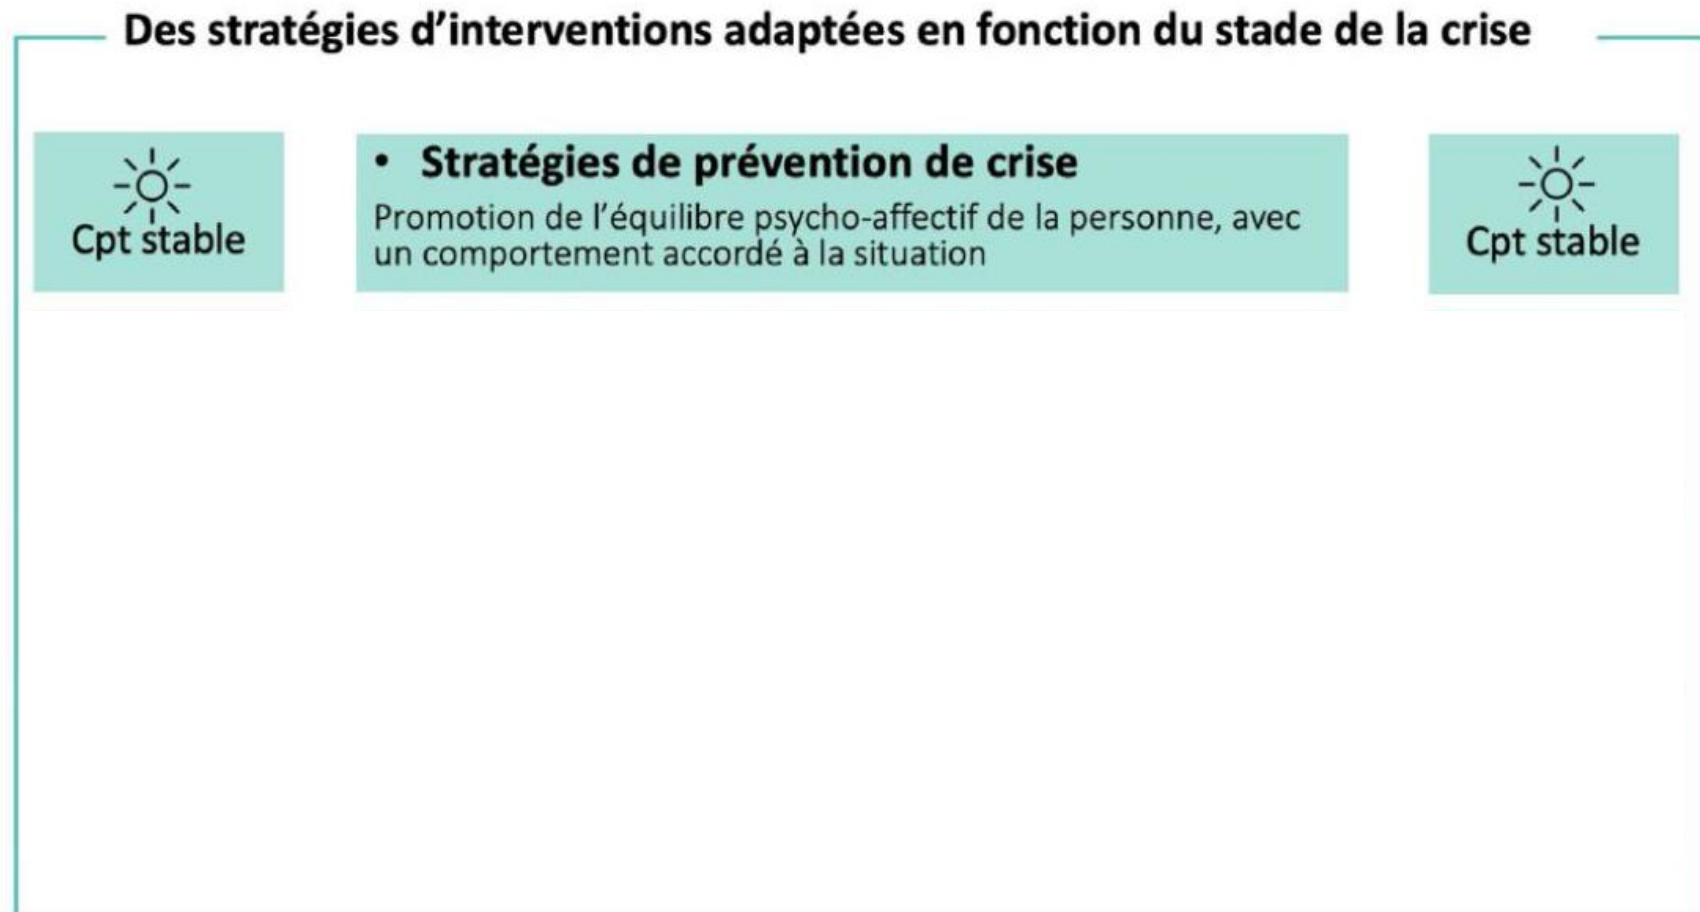 Des stratégies d’interventions adaptées en fonction du stade de la crise
Cpt stable
• Stratégies de prévention de crise
Promotion de l’équilibre psycho-affectif de la personne, avec
un comportement accordé à la situation
Cpt stable